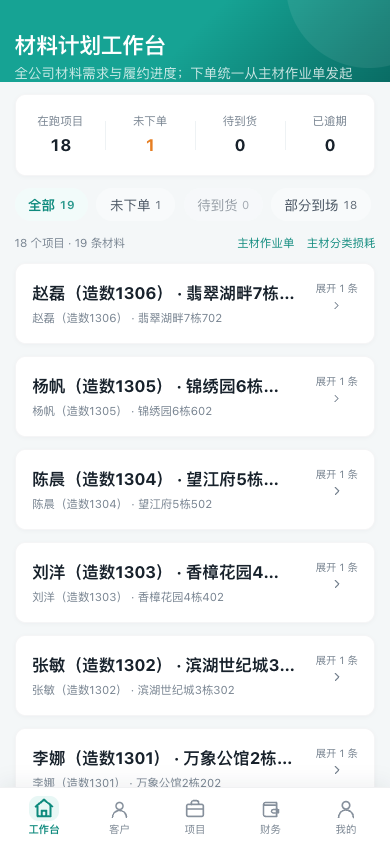 材料计划工作台
全公司材料需求与履约进度；下单统一从主材作业单发起
在跑项目 未下单 待到货 已逾期
18 1 0 0
全部 19 未下单 1 待到货 0 部分到场 18
18 个项目 · 19 条材料 主材作业单 主材分类损耗
赵磊（造数1306） · 翡翠湖畔7栋... 展开 1 条
赵磊（造数1306） · 翡翠湖畔7栋702
杨帆（造数1305） · 锦绣园6栋... 展开 1 条
杨帆（造数1305） · 锦绣园6栋602
陈晨（造数1304） · 望江府5栋... 展开 1 条
陈晨（造数1304） · 望江府5栋502
刘洋（造数1303） · 香樟花园4... 展开 1 条
刘洋（造数1303） · 香樟花园4栋402
张敏（造数1302） · 滨湖世纪城3... 展开 1 条
张敏（造数1302） · 滨湖世纪城3栋302
李娜（造数1301） · 万象公馆2栋... 展开 1 条
李娜（造数1301） · 万象公馆2栋202
工作台 客户 项目 财务 我的